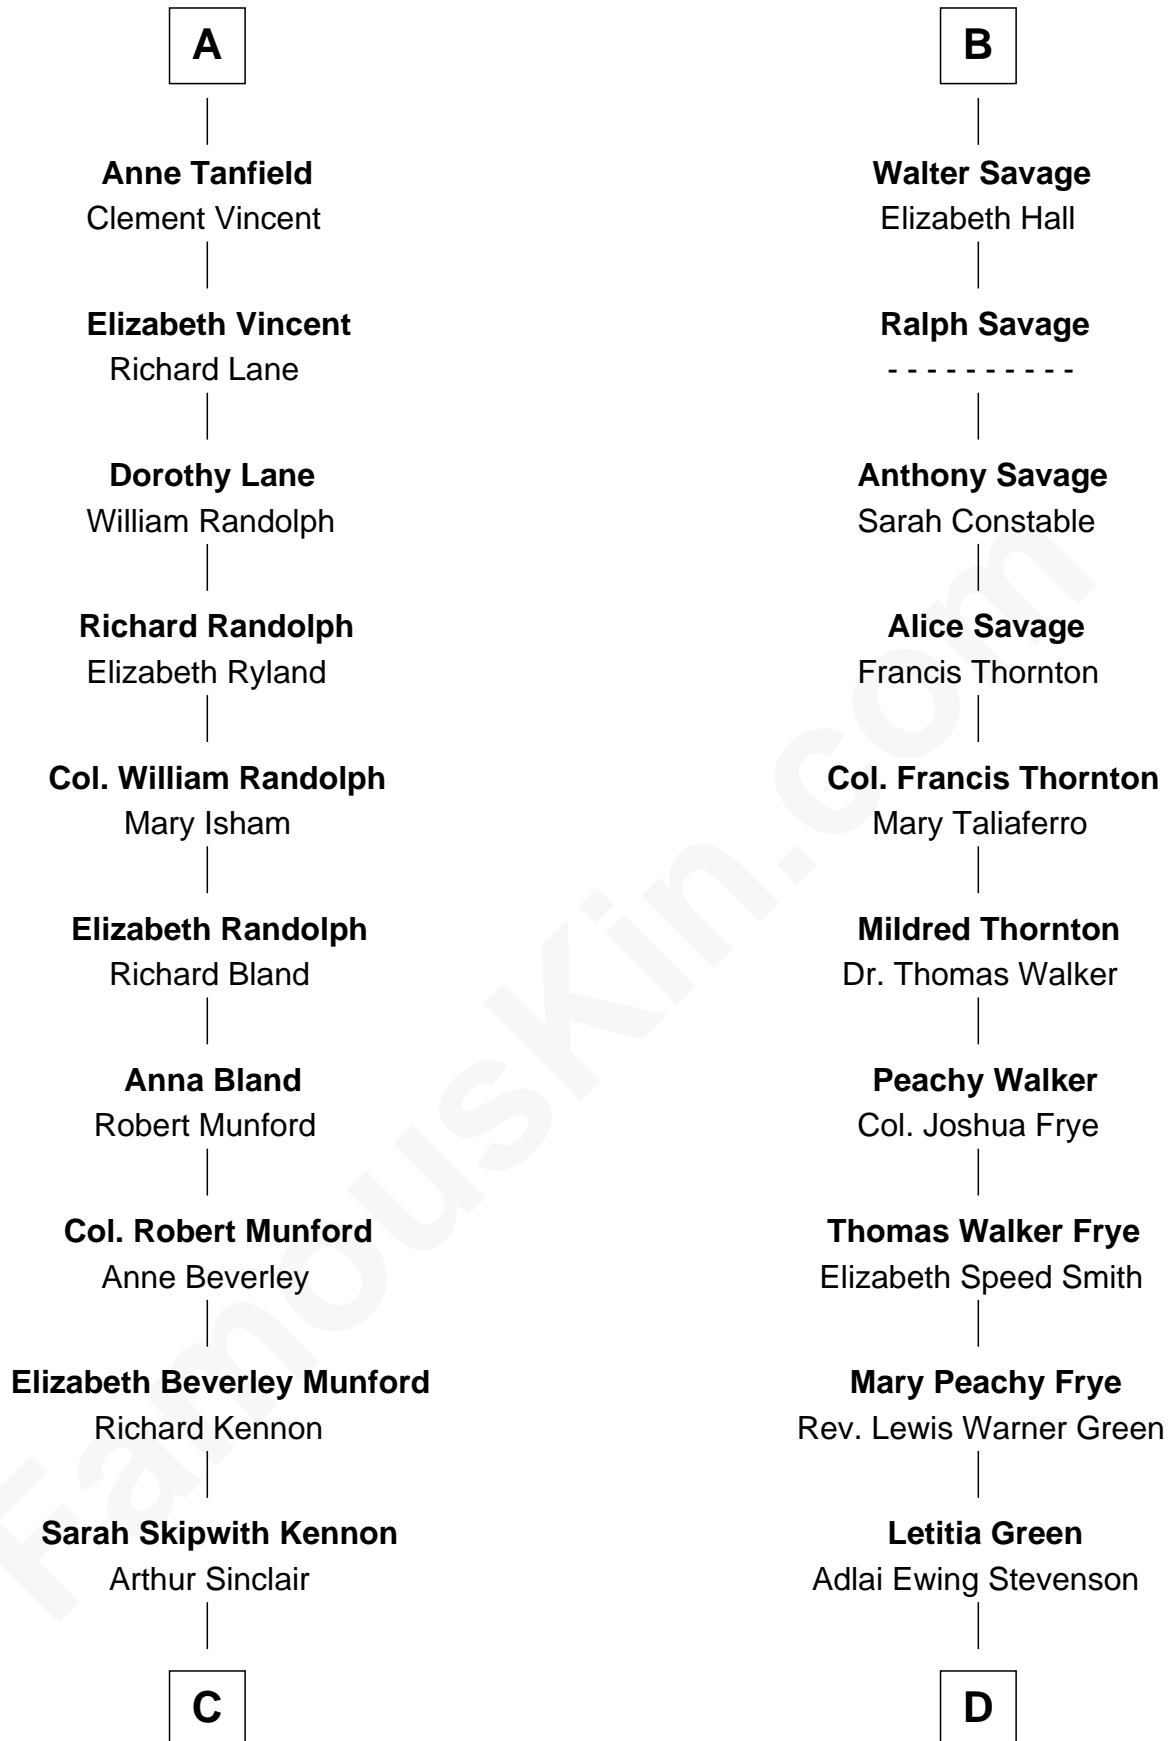 A
Anne Tanfield
Clement Vincent
Elizabeth Vincent
Richard Lane
Dorothy Lane
William Randolph
Richard Randolph
Elizabeth Ryland
Col. William Randolph
Mary Isham
Elizabeth Randolph
Richard Bland
Anna Bland
Robert Munford
Col. Robert Munford
Anne Beverley
Elizabeth Beverley Munford
Richard Kennon
Sarah Skipwith Kennon
Arthur Sinclair
C
B
Walter Savage
Elizabeth Hall
Ralph Savage
- - - - - - - - - -
Anthony Savage
Sarah Constable
Alice Savage
Francis Thornton
Col. Francis Thornton
Mary Taliaferro
Mildred Thornton
Dr. Thomas Walker
Peachy Walker
Col. Joshua Frye
Thomas Walker Frye
Elizabeth Speed Smith
Mary Peachy Frye
Rev. Lewis Warner Green
Letitia Green
Adlai Ewing Stevenson
D
FamousKin.com